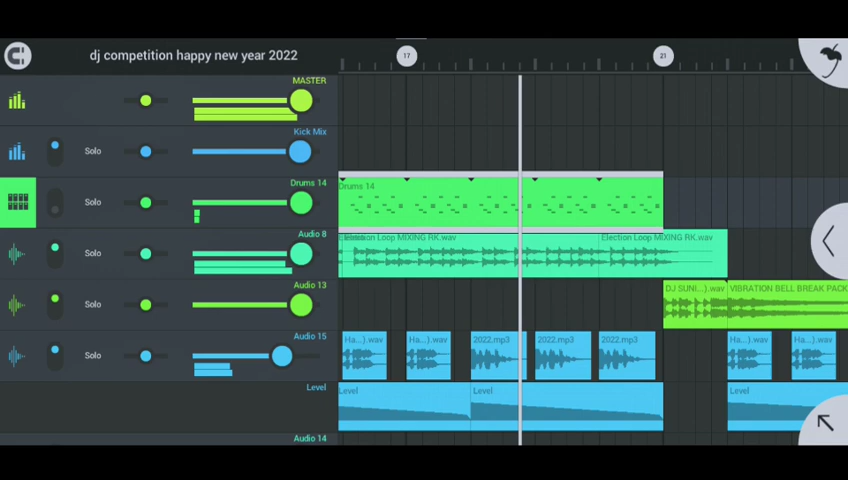 dj competition happy new year 2022
17
21
MASTER
Kick Mix
Solo
Drums 14
Drums 14
Audio 8
Solo
Election Loop MIXING RK.wav
Election Loop MIXING RK.wav
Solo
Audio 13
Solo
DJ SUNI...).wav
VIBRATION BELL BREAK PACK
Audio 15
Solo
Ha...).wav
Ha...).wav
2022.mp3
2022.mp3
2022.mp3
Ha...).wav
Ha...).wav
Level
Level
Level
Level
Audio 14